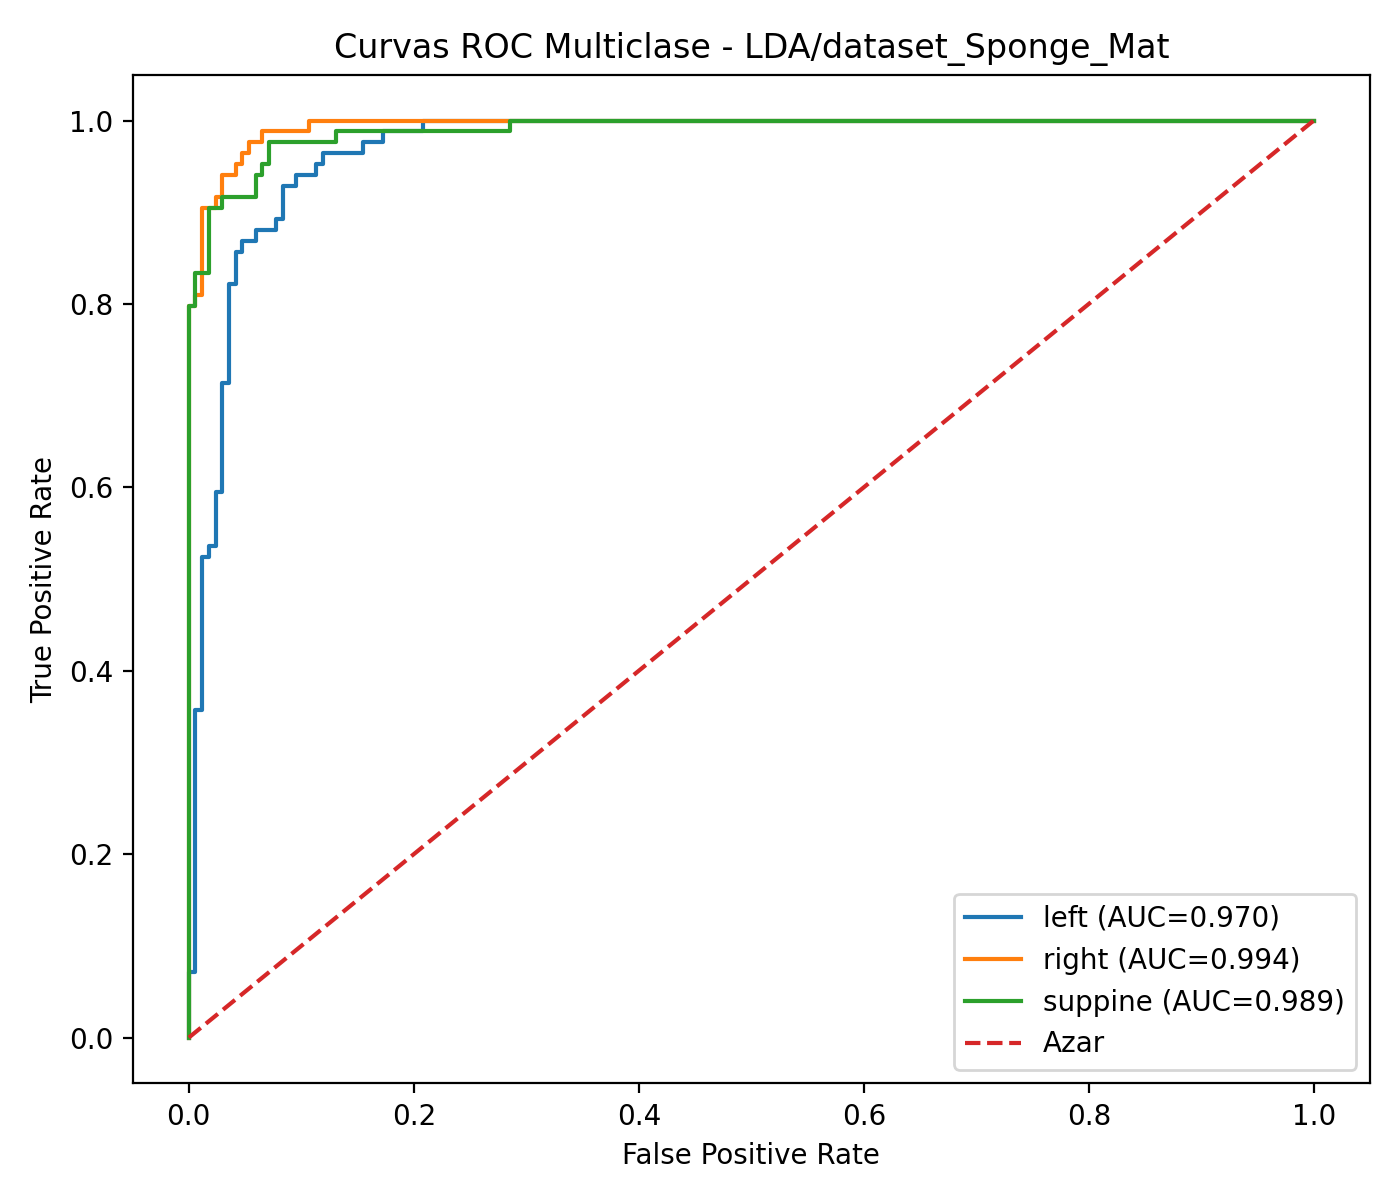 Curvas ROC Multiclase - LDA/dataset_Sponge_Mat
True Positive Rate
1.0
0.8
0.6
0.4
0.2
0.0
left (AUC=0.970)
right (AUC=0.994)
suppine (AUC=0.989)
Azar
0.0 0.2 0.4 0.6 0.8 1.0
False Positive Rate